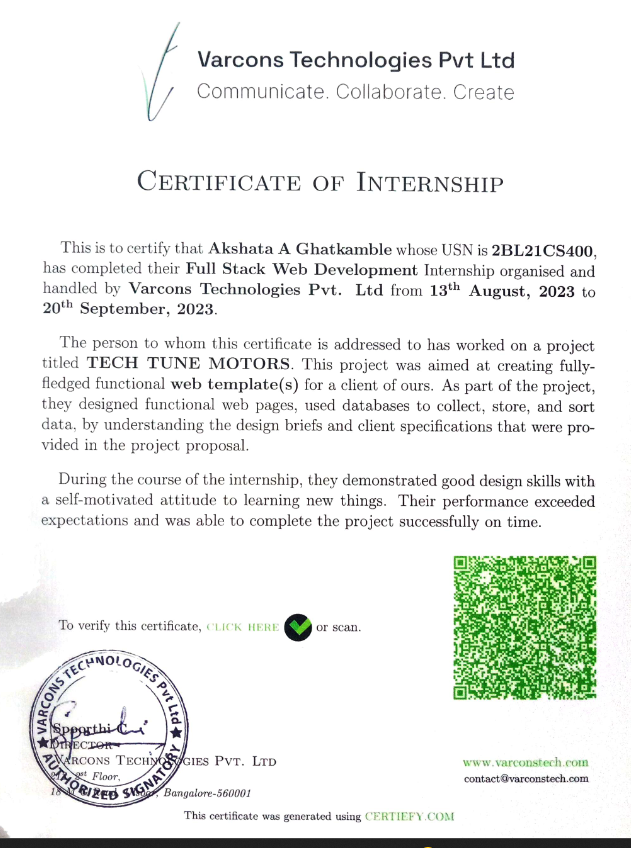 Varcons Technologies Pvt Ltd
Communicate. Collaborate. Create
CERTIFICATE OF INTERNSHIP
This is to certify that Akshata A Ghatkamble whose USN is 2BL21CS400,
has completed their Full Stack Web Development Internship organised and
handled by Varcons Technologies Pvt. Ltd from 13th August, 2023 to
20th September, 2023.
The person to whom this certificate is addressed to has worked on a project
titled TECH TUNE MOTORS. This project was aimed at creating fully-
fledged functional web template(s) for a client of ours. As part of the project,
they designed functional web pages, used databases to collect, store, and sort
data, by understanding the design briefs and client specifications that were pro-
vided in the project proposal.
During the course of the internship, they demonstrated good design skills with
a self-motivated attitude to learning new things. Their performance exceeded
expectations and was able to complete the project successfully on time.
To verify this certificate, CLICK HERE or scan.
VARCONS TECHNOLOGIES Pvt Ltd
AUTHORIZED SIGNATORY
Spoorthi C
DIRECTOR
VARCONS TECHNOLOGIES PVT. LTD
Floor,
Bangalore-560001
www.varconstech.com
contact@varconstech.com
This certificate was generated using CERTIEFY.COM